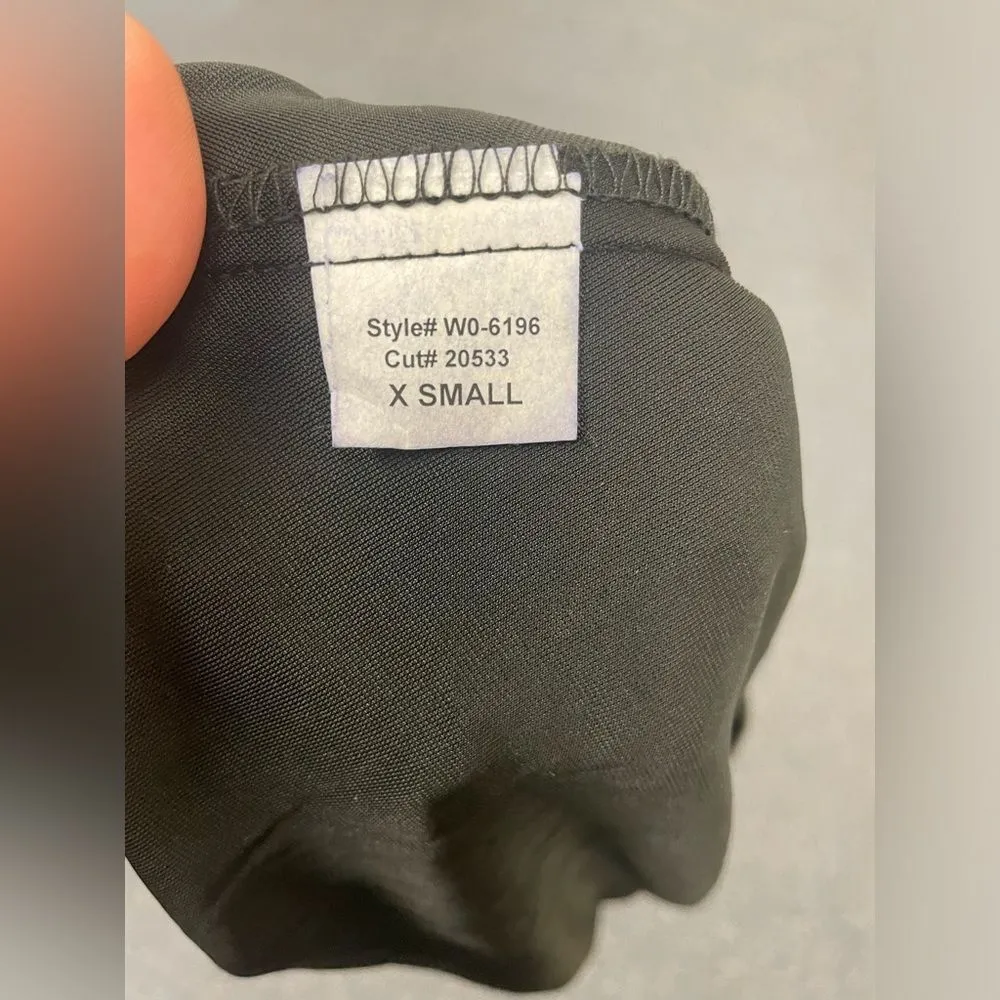 Style# W0-6196
Cut# 20533
X SMALL